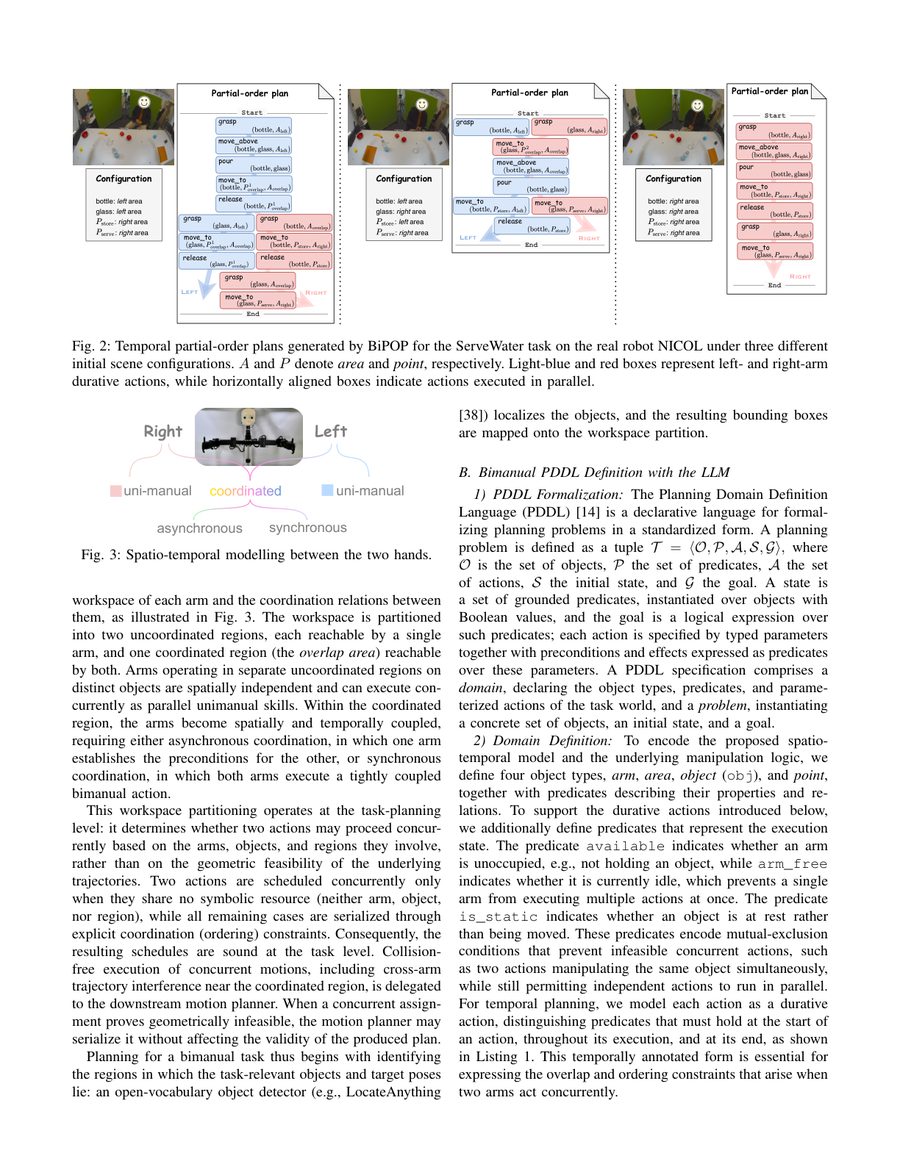 Partial-order plan
Start
grasp
(bottle, A_left)
move_above
(bottle, glass, A_left)
pour
(bottle, glass)
move_to
(bottle, P^1_overlap, A_overlap)
release
(bottle, P^1_overlap)
grasp
(glass, A_left)
grasp
(bottle, A_overlap)
move_to
(glass, P^1_overlap, A_overlap)
move_to
(bottle, P_store, A_right)
release
(glass, P^1_overlap)
release
(bottle, P_store)
grasp
(glass, A_overlap)
move_to
(glass, P_serve, A_right)
LEFT
RIGHT
End
Configuration
bottle: left area
glass: left area
P_store: right area
P_serve: right area
Partial-order plan
Start
grasp
(bottle, A_left)
grasp
(glass, A_right)
move_to
(glass, P^2_overlap, A_overlap)
move_above
(bottle, glass, A_overlap)
pour
(bottle, glass)
move_to
(bottle, P_store, A_left)
move_to
(glass, P_serve, A_right)
release
(bottle, P_store)
LEFT
RIGHT
End
Configuration
bottle: left area
glass: right area
P_store: left area
P_serve: right area
Partial-order plan
Start
grasp
(bottle, A_right)
move_above
(bottle, glass, A_right)
pour
(bottle, glass)
move_to
(bottle, P_store, A_right)
release
(bottle, P_store)
grasp
(glass, A_right)
move_to
(glass, P_serve, A_right)
RIGHT
End
Configuration
bottle: right area
glass: right area
P_store: right area
P_serve: right area
Fig. 2: Temporal partial-order plans generated by BiPOP for the ServeWater task on the real robot NICOL under three different
initial scene configurations. A and P denote area and point, respectively. Light-blue and red boxes represent left- and right-arm
durative actions, while horizontally aligned boxes indicate actions executed in parallel.
Right
Left
uni-manual
coordinated
uni-manual
asynchronous
synchronous
Fig. 3: Spatio-temporal modelling between the two hands.
workspace of each arm and the coordination relations between
them, as illustrated in Fig. 3. The workspace is partitioned
into two uncoordinated regions, each reachable by a single
arm, and one coordinated region (the overlap area) reachable
by both. Arms operating in separate uncoordinated regions on
distinct objects are spatially independent and can execute con-
currently as parallel unimanual skills. Within the coordinated
region, the arms become spatially and temporally coupled,
requiring either asynchronous coordination, in which one arm
establishes the preconditions for the other, or synchronous
coordination, in which both arms execute a tightly coupled
bimanual action.
This workspace partitioning operates at the task-planning
level: it determines whether two actions may proceed concur-
rently based on the arms, objects, and regions they involve,
rather than on the geometric feasibility of the underlying
trajectories. Two actions are scheduled concurrently only
when they share no symbolic resource (neither arm, object,
nor region), while all remaining cases are serialized through
explicit coordination (ordering) constraints. Consequently, the
resulting schedules are sound at the task level. Collision-
free execution of concurrent motions, including cross-arm
trajectory interference near the coordinated region, is delegated
to the downstream motion planner. When a concurrent assign-
ment proves geometrically infeasible, the motion planner may
serialize it without affecting the validity of the produced plan.
Planning for a bimanual task thus begins with identifying
the regions in which the task-relevant objects and target poses
lie: an open-vocabulary object detector (e.g., LocateAnything
[38]) localizes the objects, and the resulting bounding boxes
are mapped onto the workspace partition.
B. Bimanual PDDL Definition with the LLM
1) PDDL Formalization: The Planning Domain Definition
Language (PDDL) [14] is a declarative language for formal-
izing planning problems in a standardized form. A planning
problem is defined as a tuple 𝒯 = ⟨𝒪, 𝒫, 𝒜, 𝒮, 𝒢⟩, where
𝒪 is the set of objects, 𝒫 the set of predicates, 𝒜 the set
of actions, 𝒮 the initial state, and 𝒢 the goal. A state is
a set of grounded predicates, instantiated over objects with
Boolean values, and the goal is a logical expression over
such predicates; each action is specified by typed parameters
together with preconditions and effects expressed as predicates
over these parameters. A PDDL specification comprises a
domain, declaring the object types, predicates, and parame-
terized actions of the task world, and a problem, instantiating
a concrete set of objects, an initial state, and a goal.
2) Domain Definition: To encode the proposed spatio-
temporal model and the underlying manipulation logic, we
define four object types, arm, area, object (obj), and point,
together with predicates describing their properties and re-
lations. To support the durative actions introduced below,
we additionally define predicates that represent the execution
state. The predicate available indicates whether an arm
is unoccupied, e.g., not holding an object, while arm_free
indicates whether it is currently idle, which prevents a single
arm from executing multiple actions at once. The predicate
is_static indicates whether an object is at rest rather
than being moved. These predicates encode mutual-exclusion
conditions that prevent infeasible concurrent actions, such
as two actions manipulating the same object simultaneously,
while still permitting independent actions to run in parallel.
For temporal planning, we model each action as a durative
action, distinguishing predicates that must hold at the start of
an action, throughout its execution, and at its end, as shown
in Listing 1. This temporally annotated form is essential for
expressing the overlap and ordering constraints that arise when
two arms act concurrently.